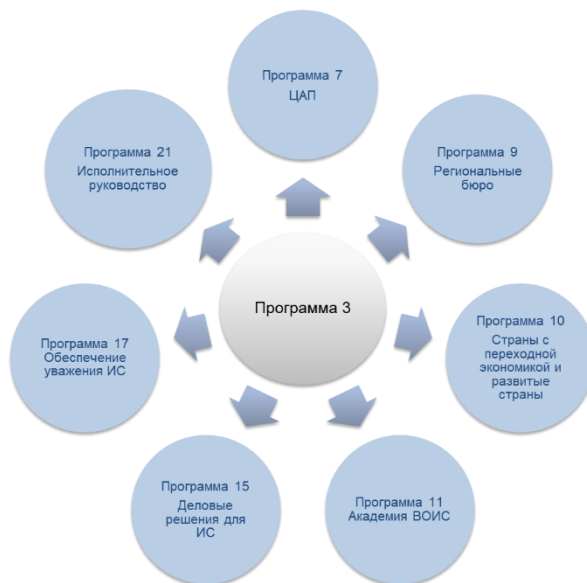 Программа 7
ЦАП
Программа 21
Исполнительное
руководство
Программа 9
Региональные
бюро
Программа 3
Программа 17
Обеспечение
уважения ИС
Программа 10
Страны с
переходной
экономикой и
развитые
страны
Программа 15
Деловые
решения для
ИС
Программа 11
Академия ВОИС